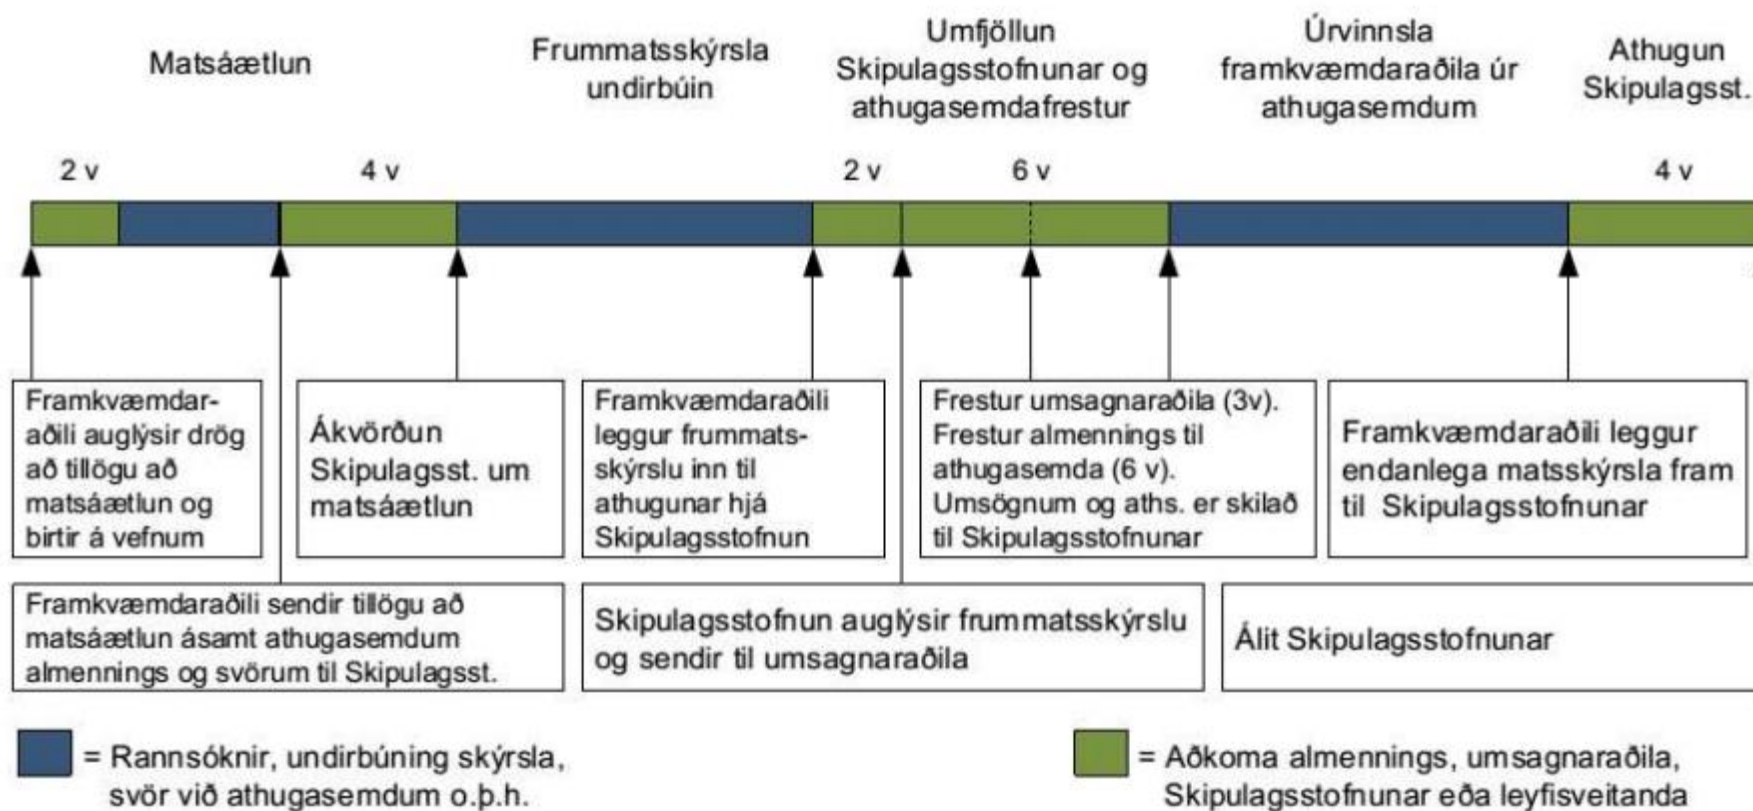 Matsáætlun
Frummatsskýrsla
undirbúin
Umfjöllun
Skipulagsstofnunar og
athugasemdafrestur
Úrvinnsla
framkvæmdaraðila úr
athugasemdum
Athugun
Skipulagsst.
2 v
4 v
2 v
6 v
4 v
Framkvæmdar-
aðili auglýsir drög
að tillögu að
matsáætlun og
birtir á vefnum
Ákvörðun
Skipulagsst. um
matsáætlun
Framkvæmdaraðili
leggur frummats-
skýrslu inn til
athugunar hjá
Skipulagsstofnun
Frestur umsagnaraðila (3v).
Frestur almennings til
athugasemda (6 v).
Umsögnum og aths. er skilað
til Skipulagsstofnunar
Framkvæmdaraðili leggur
endanlega matsskýrsla fram
til Skipulagsstofnunar
Framkvæmdaraðili sendir tillögu að
matsáætlun ásamt athugasemdum
almennings og svörum til Skipulagsst.
Skipulagsstofnun auglýsir frummatsskýrslu
og sendir til umsagnaraðila
Álit Skipulagsstofnunar
= Rannsóknir, undirbúning skýrsla,
svör við athugasemdum o.þ.h.
= Aðkoma almennings, umsagnaraðila,
Skipulagsstofnunar eða leyfisveitanda